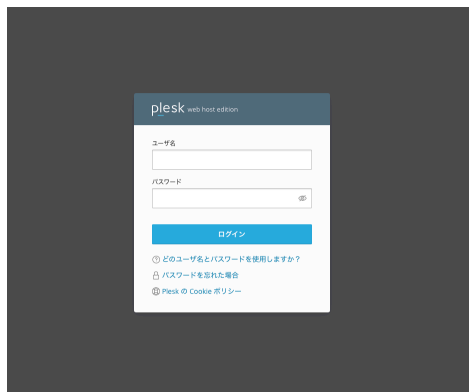 plesk web host edition
ユーザ名
パスワード
ログイン
どのユーザ名とパスワードを使用しますか？
パスワードを忘れた場合
Plesk の Cookie ポリシー